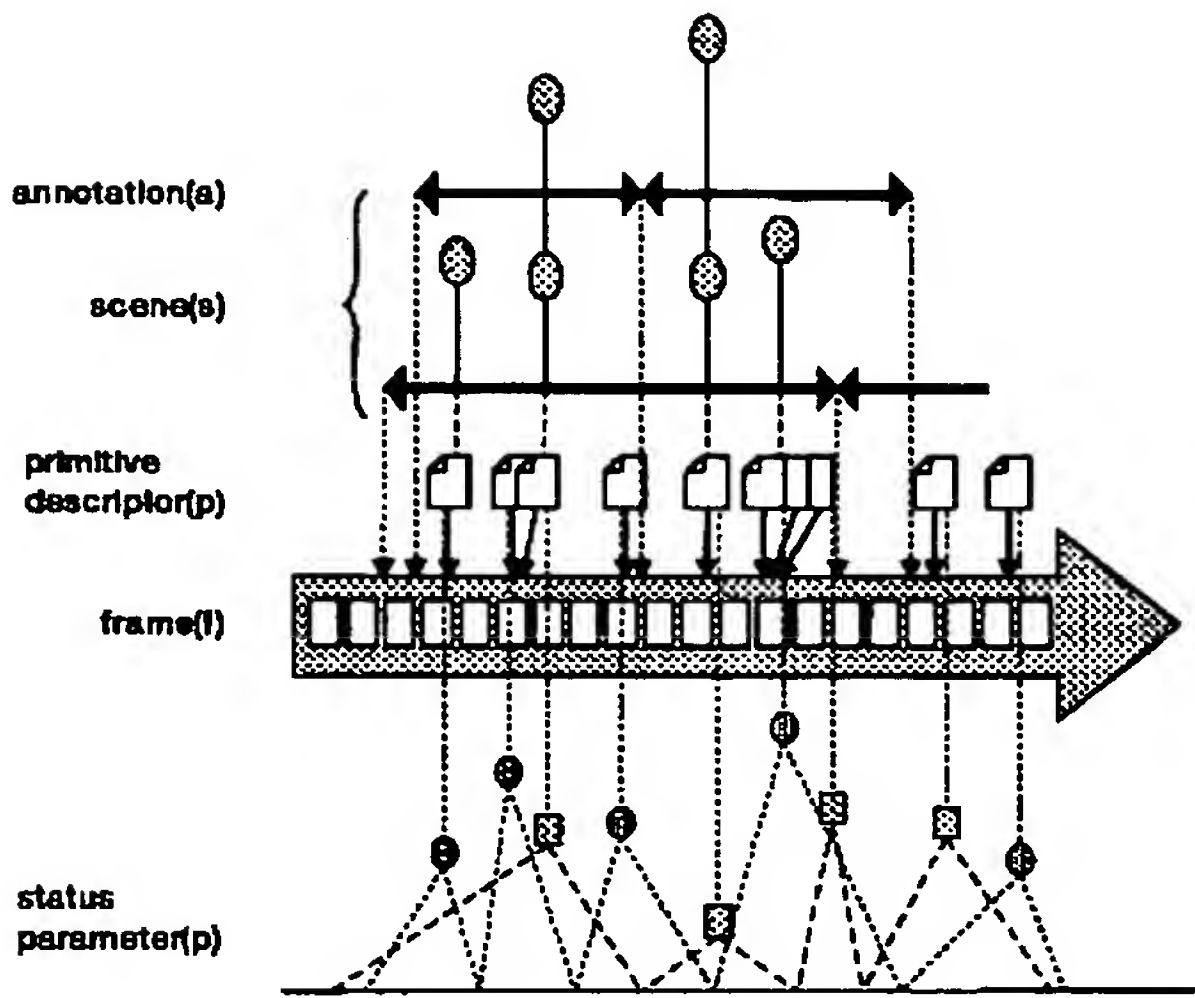 annotation(a)
scene(s)
primitive
descriptor(p)
frame(f)
status
parameter(p)